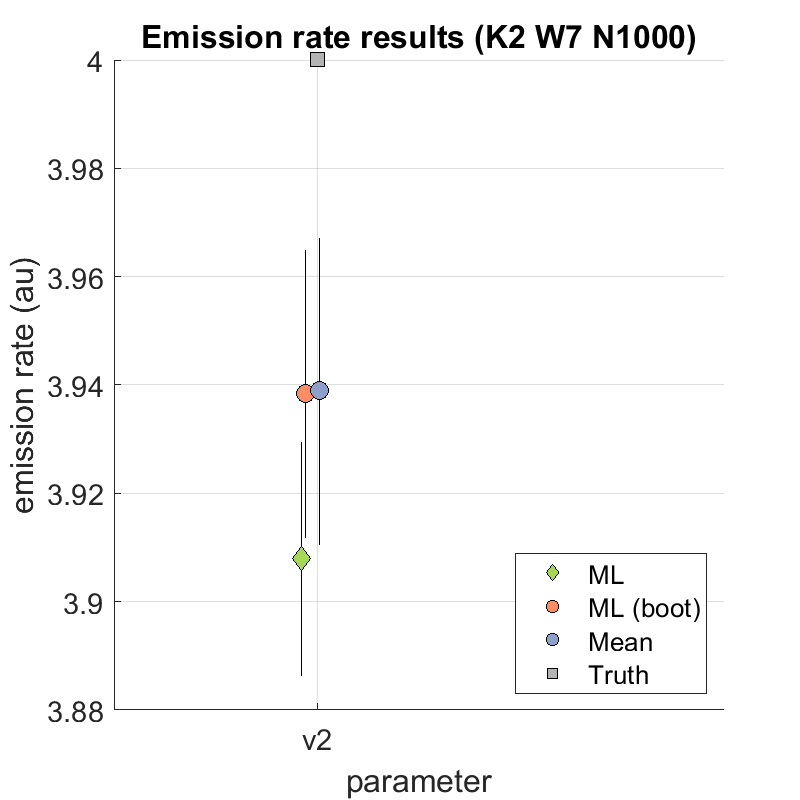 Emission rate results (K2 W7 N1000)
4
3.98
3.96
3.94
3.92
3.9
3.88
emission rate (au)
v2
parameter
ML
ML (boot)
Mean
Truth